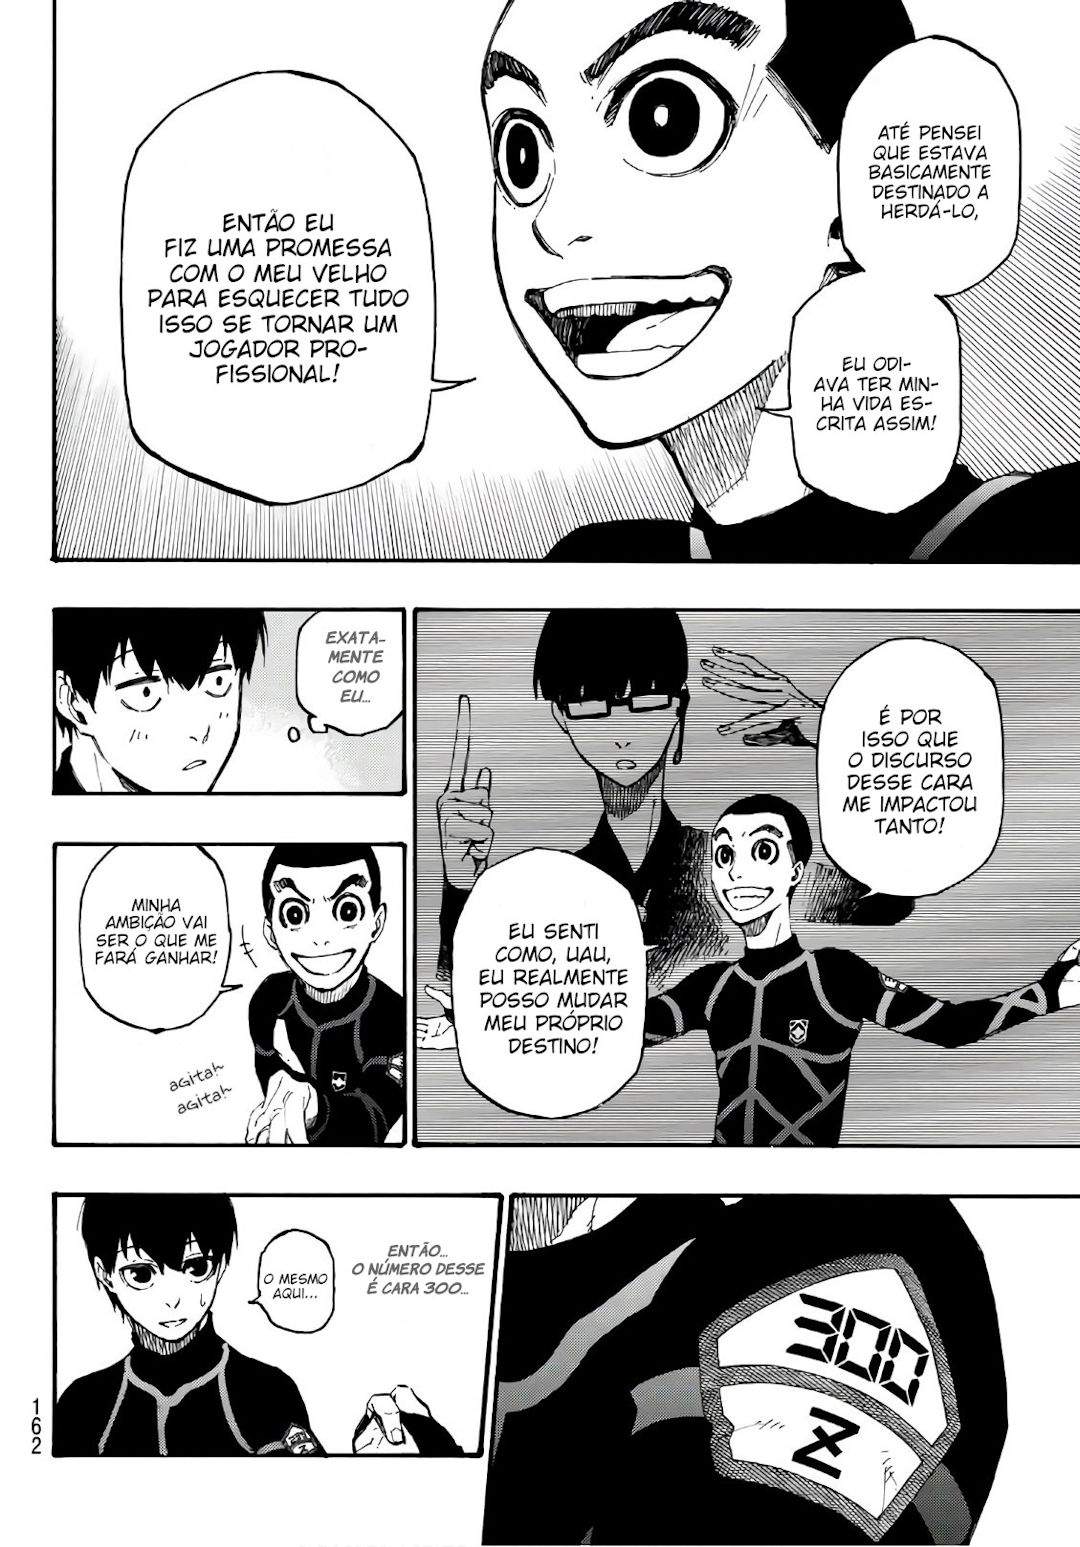 ATÉ PENSEI
QUE ESTAVA
BASICAMENTE
DESTINADO A
HERDÁ-LO,
EU ODI-
AVA TER MIN-
HA VIDA ES-
CRITA ASSIM!
ENTÃO EU
FIZ UMA PROMESSA
COM O MEU VELHO
PARA ESQUECER TUDO
ISSO SE TORNAR UM
JOGADOR PRO-
FISSIONAL!
É POR
ISSO QUE
O DISCURSO
DESSE CARA
ME IMPACTOU
TANTO!
EU SENTI
COMO, UAU,
EU REALMENTE
POSSO MUDAR
MEU PRÓPRIO
DESTINO!
EXATA-
MENTE
COMO
EU...
MINHA
AMBIÇÃO VAI
SER O QUE ME
FARÁ GANHAR!
AGITA~
AGITA~
300
Z
ENTÃO...
O NÚMERO DESSE
É CARA 300...
O MESMO
AQUI...
Z
162